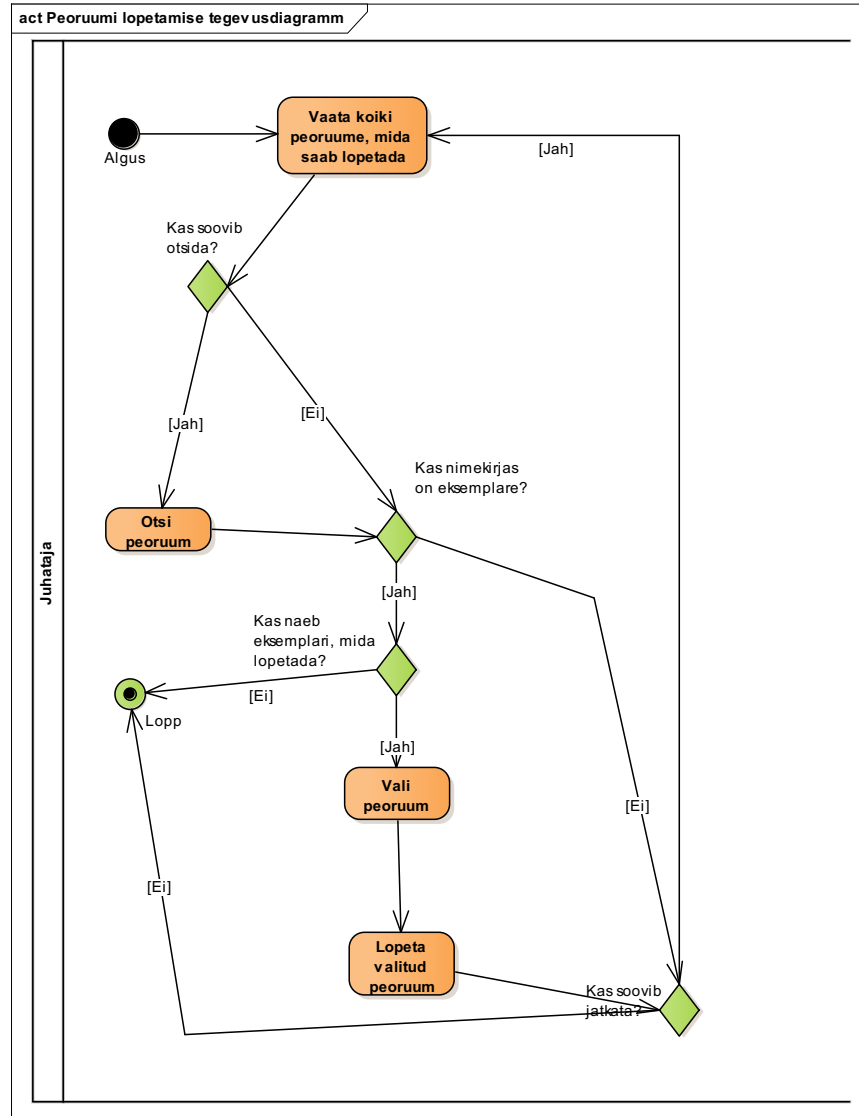 act Peoruumi lopetamise tegevusdiagramm
Juhataja
Algus
Vaata koiki
peoruume, mida
saab lopetada
[Jah]
Kas soovib
otsida?
[Jah]
[Ei]
Kas nimekirjas
on eksemplare?
Otsi
peoruum
[Jah]
Kas naeb
eksemplari, mida
lopetada?
[Ei]
Lopp
[Jah]
Vali
peoruum
[Ei]
[Ei]
Lopeta
valitud
peoruum
Kas soovib
jatkata?